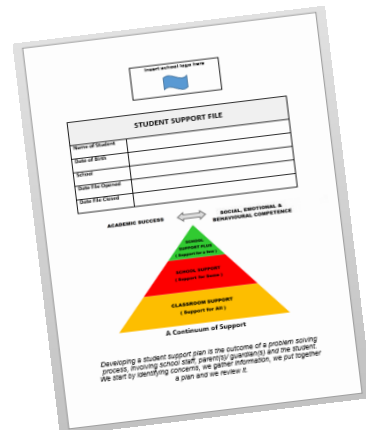 Insert school logo here
STUDENT SUPPORT FILE
Name of Student
Date of Birth
School
Date File Opened
Date File Closed
ACADEMIC SUCCESS
SOCIAL, EMOTIONAL &
BEHAVIOURAL COMPETENCE
SCHOOL
SUPPORT PLUS
( Support for a few )
SCHOOL SUPPORT
( Support for some )
CLASSROOM SUPPORT
( Support for All )
A Continuum of Support
Developing a student support plan is the outcome of a problem solving
process, involving school staff, parent(s)/ guardian(s) and the student.
We start by identifying concerns, we gather information, we put together
a plan and we review it.